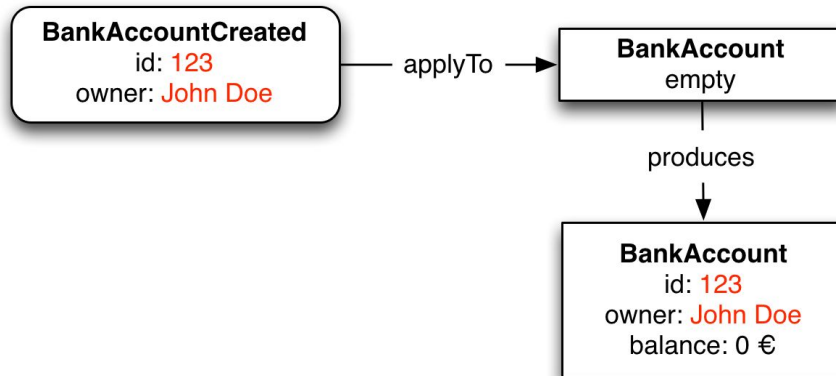 BankAccountCreated
id: 123
owner: John Doe
applyTo
BankAccount
empty
produces
BankAccount
id: 123
owner: John Doe
balance: 0 €